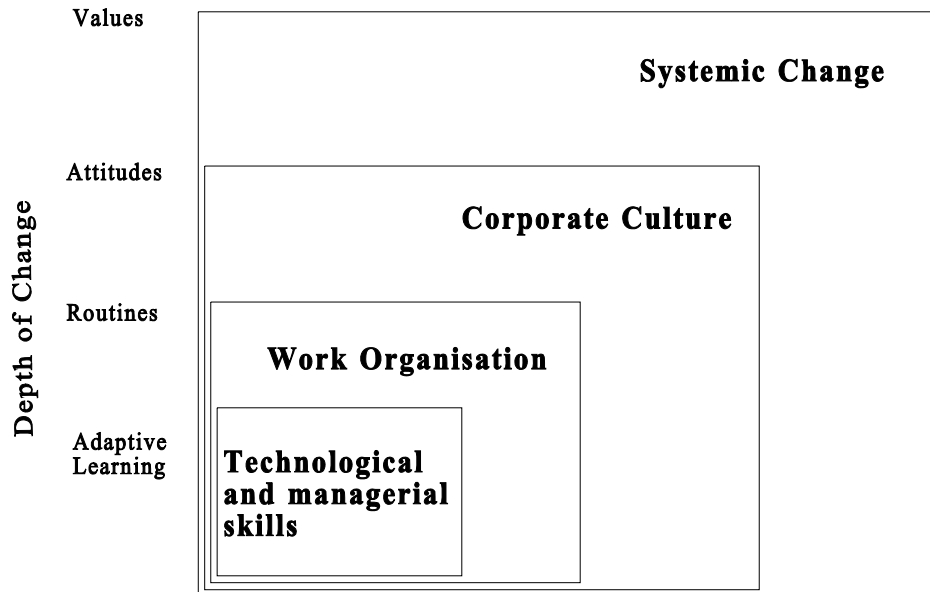 Values
Systemic Change
Attitudes
Corporate Culture
Depth of Change
Routines
Work Organisation
Adaptive
Learning
Technological
and managerial
skills